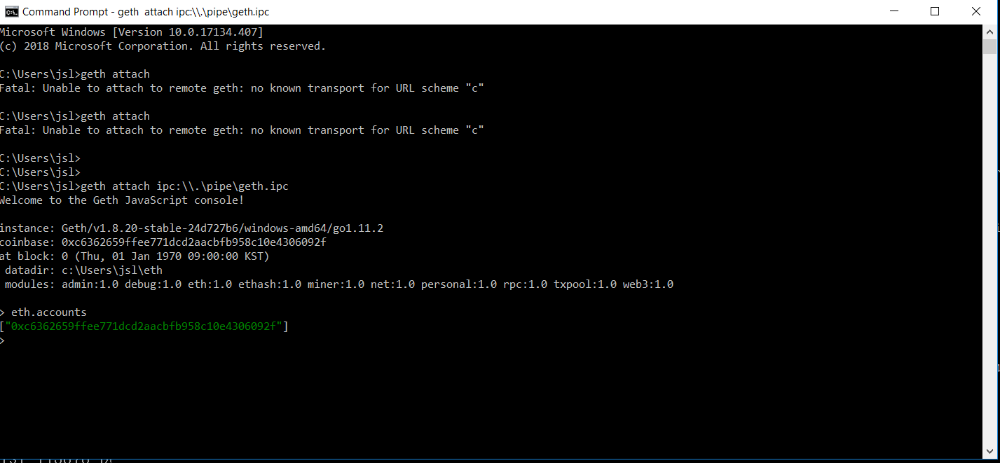 Command Prompt - geth  attach ipc:\\.\pipe\geth.ipc
Microsoft Windows [Version 10.0.17134.407]
(c) 2018 Microsoft Corporation. All rights reserved.
C:\Users\jsl>geth attach
Fatal: Unable to attach to remote geth: no known transport for URL scheme "c"
C:\Users\jsl>geth attach
Fatal: Unable to attach to remote geth: no known transport for URL scheme "c"
C:\Users\jsl>
C:\Users\jsl>
C:\Users\jsl>geth attach ipc:\\.\pipe\geth.ipc
Welcome to the Geth JavaScript console!
instance: Geth/v1.8.20-stable-24d727b6/windows-amd64/go1.11.2
coinbase: 0xc6362659ffee771dcd2aacbfb958c10e4306092f
at block: 0 (Thu, 01 Jan 1970 09:00:00 KST)
 datadir: c:\Users\jsl\eth
 modules: admin:1.0 debug:1.0 eth:1.0 ethash:1.0 miner:1.0 net:1.0 personal:1.0 rpc:1.0 txpool:1.0 web3:1.0
> eth.accounts
["0xc6362659ffee771dcd2aacbfb958c10e4306092f"]
>